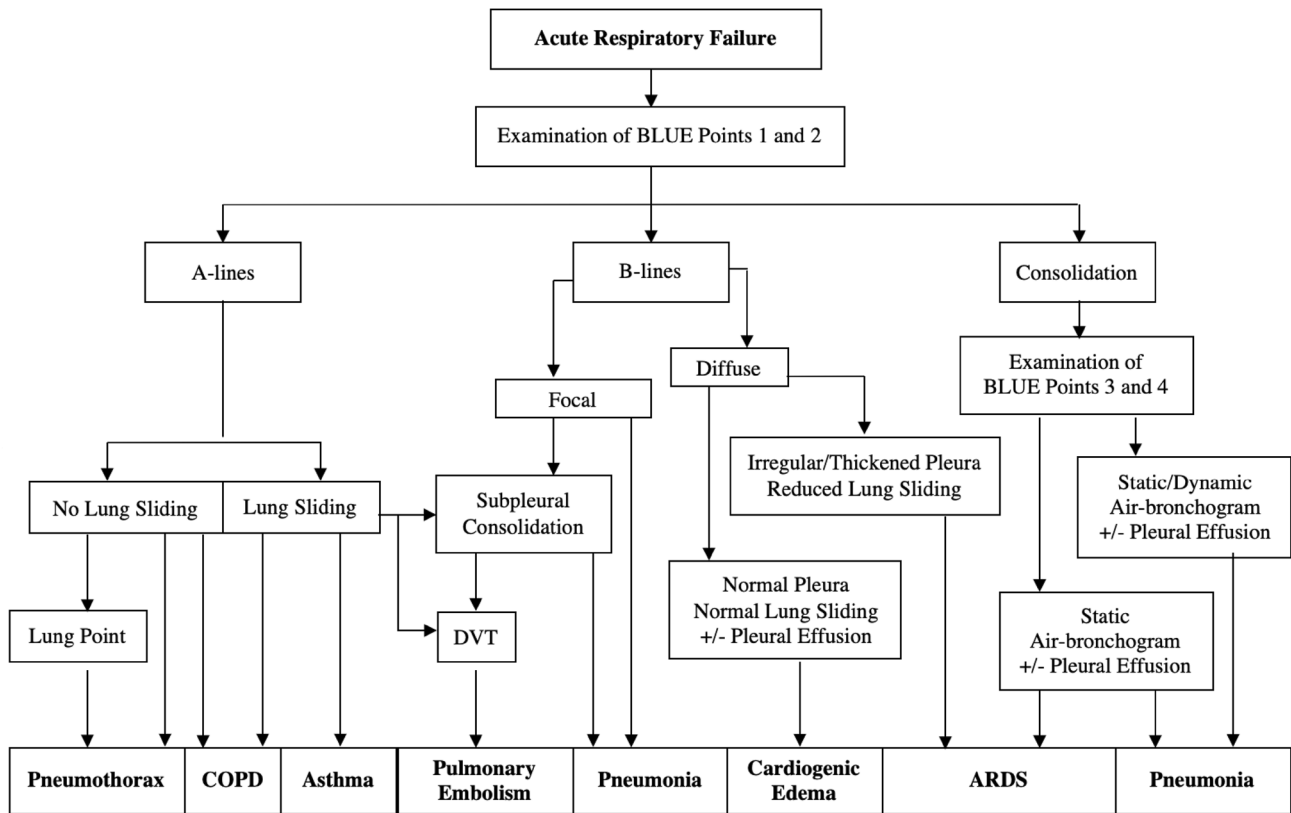 Acute Respiratory Failure
Examination of BLUE Points 1 and 2
A-lines
B-lines
Consolidation
Diffuse
Examination of
BLUE Points 3 and 4
Focal
No Lung Sliding
Lung Sliding
Subpleural
Consolidation
Irregular/Thickened Pleura
Reduced Lung Sliding
Static/Dynamic
Air-bronchogram
+/- Pleural Effusion
Lung Point
DVT
Normal Pleura
Normal Lung Sliding
+/- Pleural Effusion
Static
Air-bronchogram
+/- Pleural Effusion
Pneumothorax
COPD
Asthma
Pulmonary
Embolism
Pneumonia
Cardiogenic
Edema
ARDS
Pneumonia